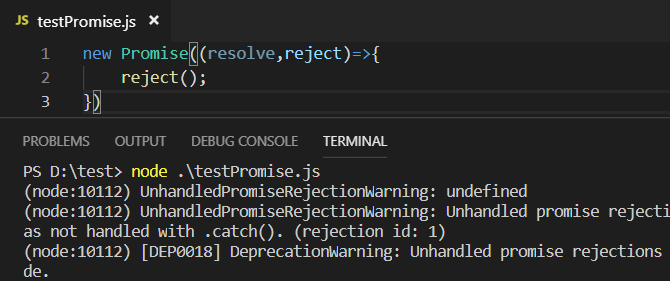 JS testPromise.js ×
1 new Promise((resolve,reject)=>{
2 reject();
3 })
PROBLEMS OUTPUT DEBUG CONSOLE TERMINAL
PS D:\test> node .\testPromise.js
(node:10112) UnhandledPromiseRejectionWarning: undefined
(node:10112) UnhandledPromiseRejectionWarning: Unhandled promise rejecti
as not handled with .catch(). (rejection id: 1)
(node:10112) [DEP0018] DeprecationWarning: Unhandled promise rejections
de.